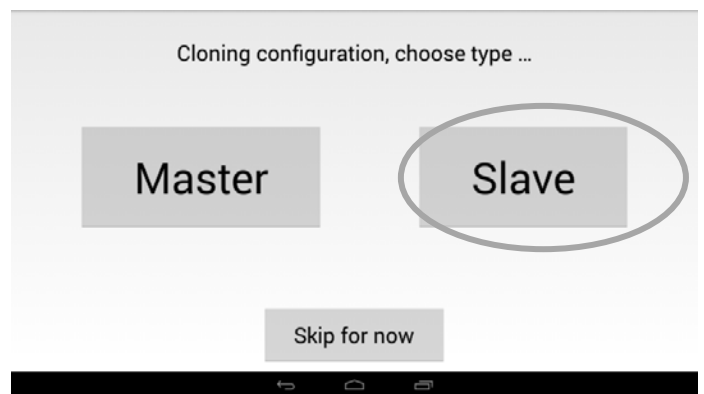 Cloning configuration, choose type ...
Master
Slave
Skip for now